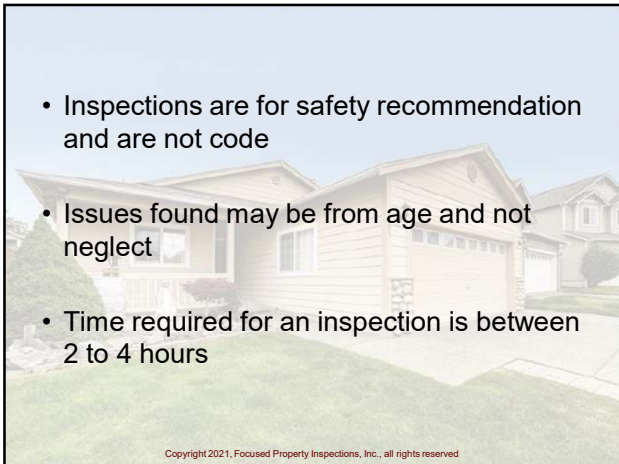 • Inspections are for safety recommendation
and are not code
• Issues found may be from age and not
neglect
• Time required for an inspection is between
2 to 4 hours
Copyright 2021, Focused Property Inspections, Inc., all rights reserved